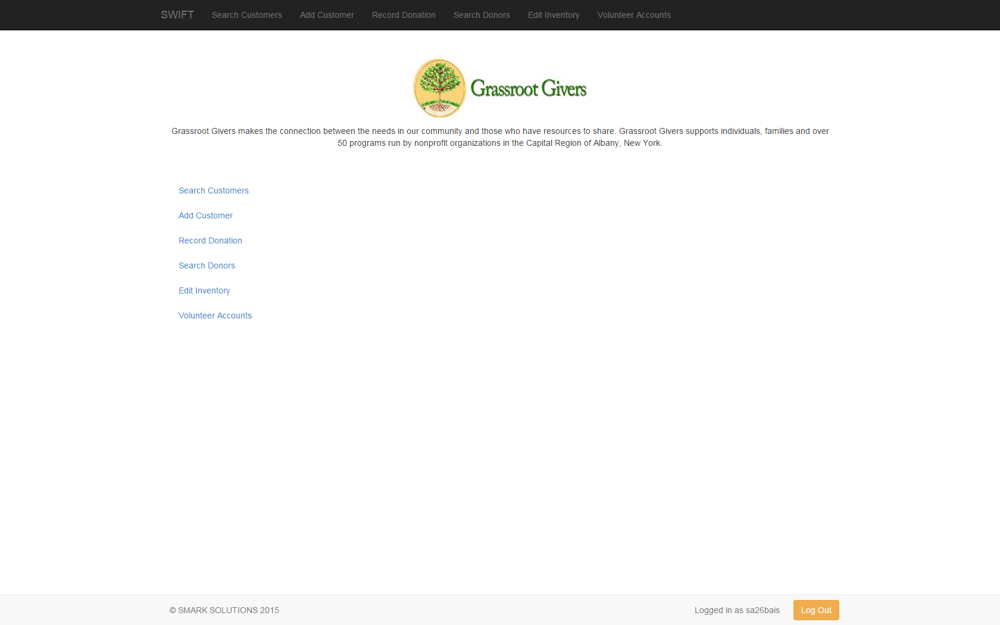 SWIFT Search Customers Add Customer Record Donation Search Donors Edit Inventory Volunteer Accounts
Grassroot Givers
Grassroot Givers makes the connection between the needs in our community and those who have resources to share. Grassroot Givers supports individuals, families and over
50 programs run by nonprofit organizations in the Capital Region of Albany, New York.
Search Customers
Add Customer
Record Donation
Search Donors
Edit Inventory
Volunteer Accounts
© SMARK SOLUTIONS 2015 Logged in as sa26bais Log Out